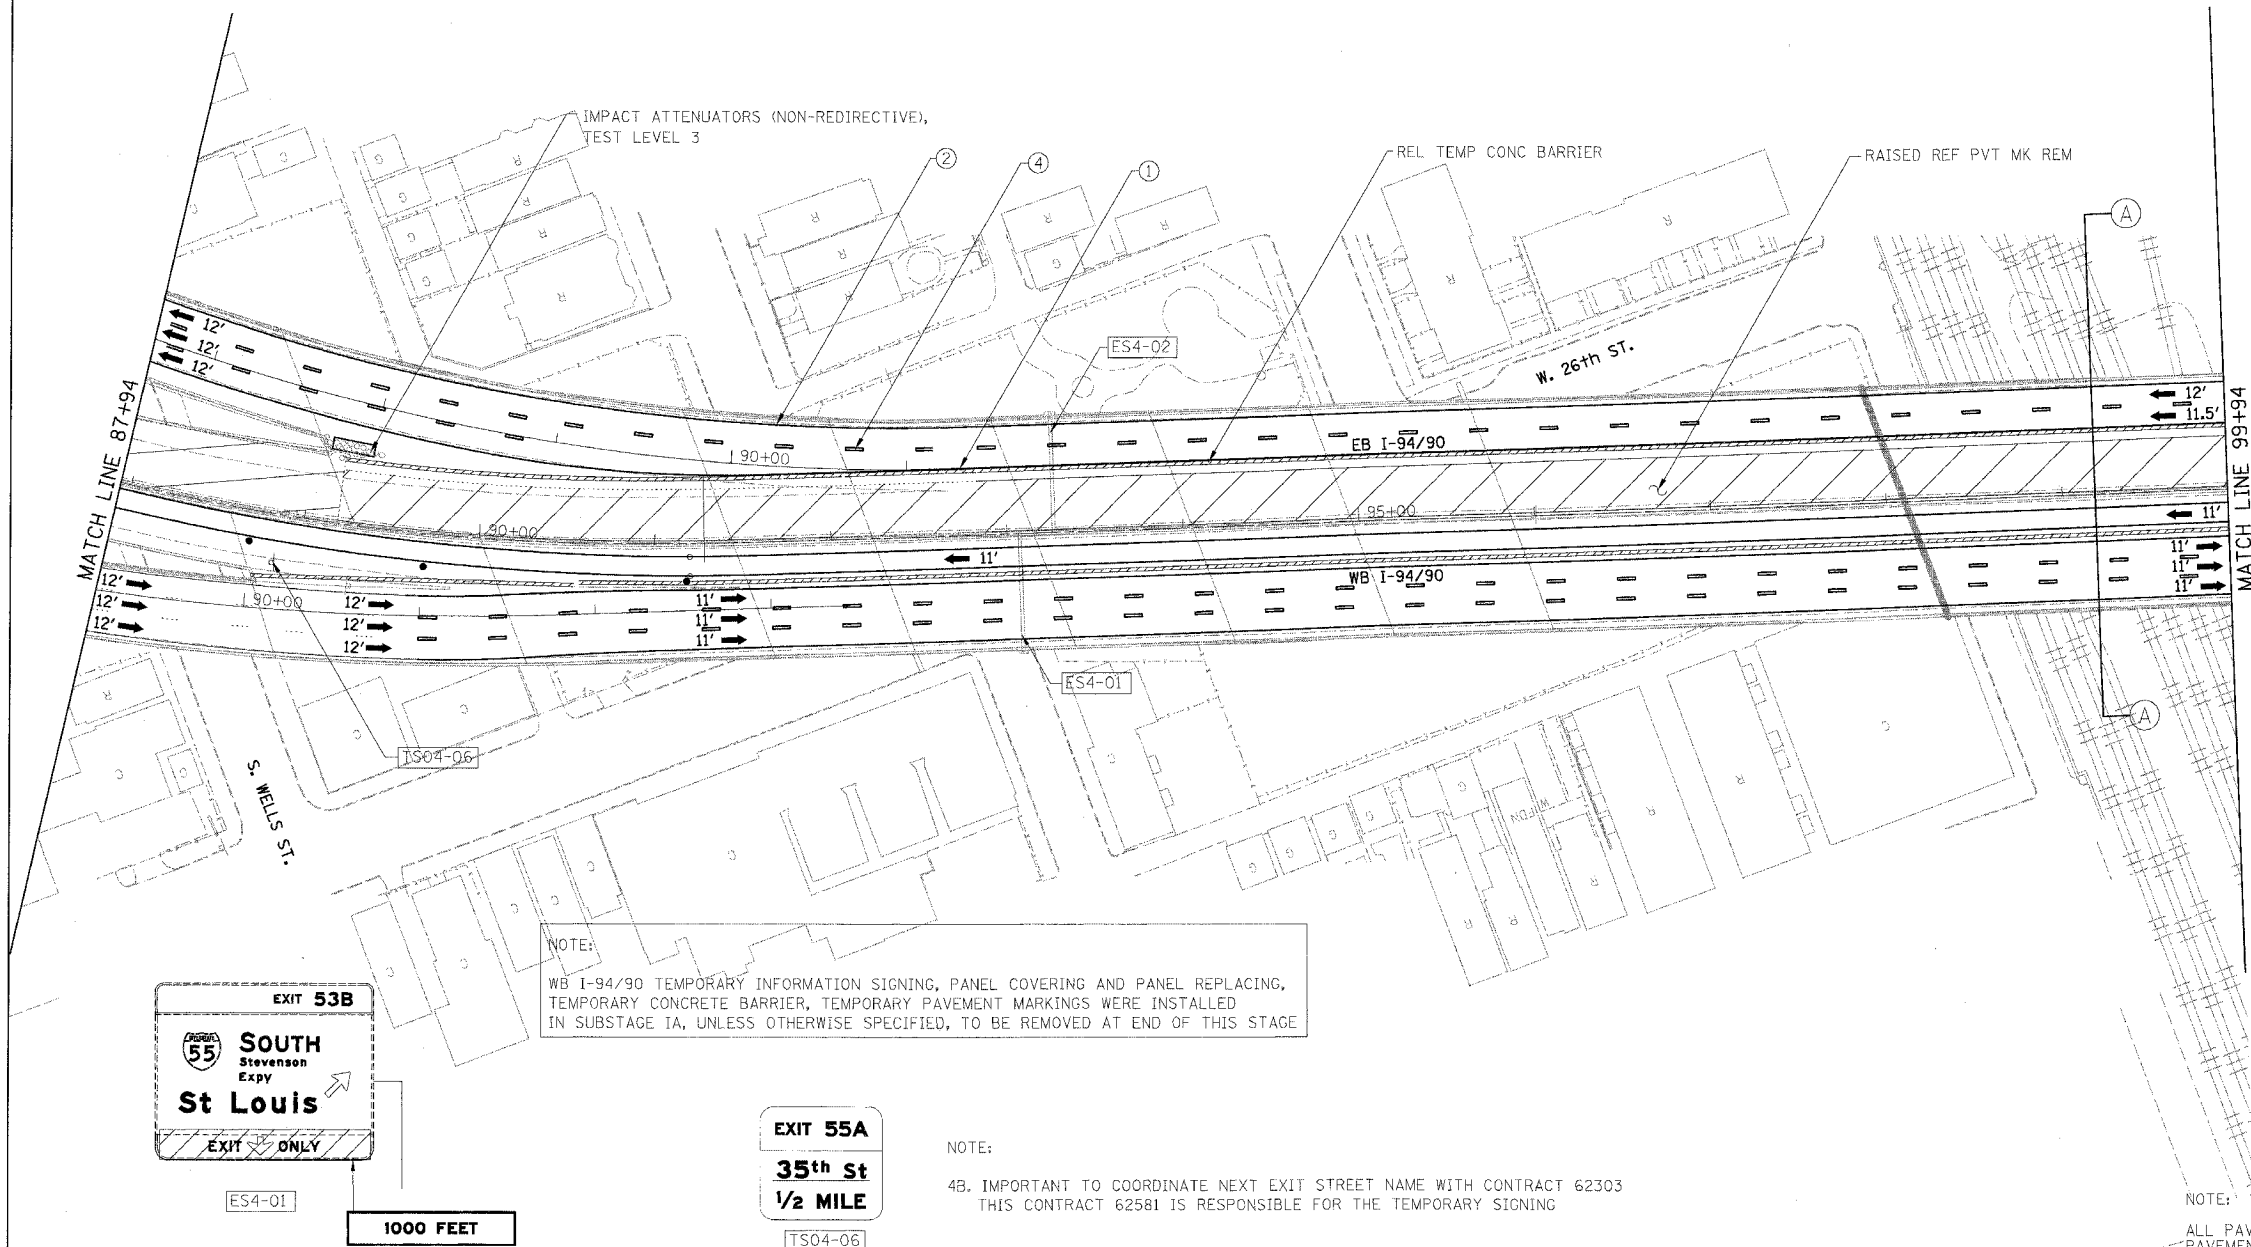 IMPACT ATTENUATORS (NON-REDIRECTIVE),
TEST LEVEL 3
2
4
1
REL TEMP CONC BARRIER
RAISED REF PVT MK REM
A
ES4-02
W. 26th ST.
MATCH LINE 87+94
MATCH LINE 99+94
12'
12'
12'
12'
11.5'
EB I-94/90
90+00
90+00
95+00
11'
11'
WB I-94/90
11'
11'
11'
12'
12'
12'
90+00
12'
12'
12'
11'
11'
11'
ES4-01
A
TS04-06
S. WELLS ST.
NOTE:
WB I-94/90 TEMPORARY INFORMATION SIGNING, PANEL COVERING AND PANEL REPLACING,
TEMPORARY CONCRETE BARRIER, TEMPORARY PAVEMENT MARKINGS WERE INSTALLED
IN SUBSTAGE IA, UNLESS OTHERWISE SPECIFIED, TO BE REMOVED AT END OF THIS STAGE
EXIT 53B
55
SOUTH
Stevenson
Expy
St Louis
EXIT ONLY
ES4-01
1000 FEET
EXIT 55A
35th St
1/2 MILE
TS04-06
NOTE:
4B. IMPORTANT TO COORDINATE NEXT EXIT STREET NAME WITH CONTRACT 62303
THIS CONTRACT 62581 IS RESPONSIBLE FOR THE TEMPORARY SIGNING
NOTE:
ALL PAV
PAVEMEN